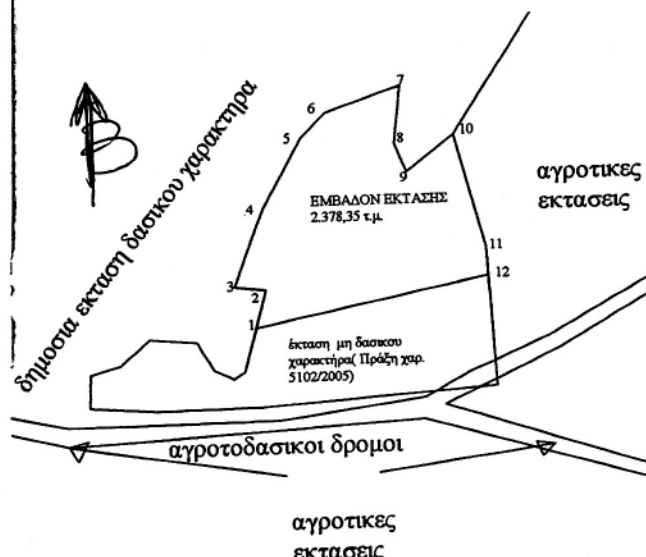 7
6
10
5
8
Β
9
αγροτικες
εκτασεις
δημοσια εκταση δασικου χαρακτηρα
ΕΜΒΑΔΟΝ ΕΚΤΑΣΗΣ
2.378,35 τ.μ.
4
11
12
3
2
1
έκταση μη δασικου
χαρακτήρα( Πράξη χαρ.
5102/2005)
αγροτοδασικοι δρομοι
αγροτικες
εκτασεις